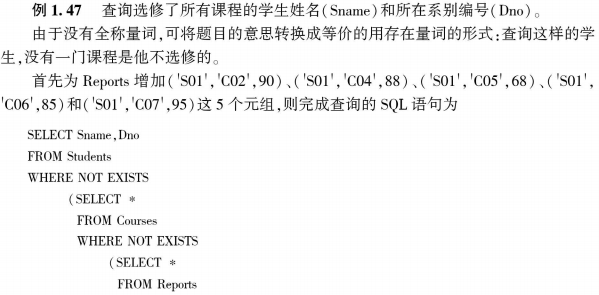 例 1.47 查询选修了所有课程的学生姓名(Sname)和所在系别编号(Dno)。
由于没有全称量词,可将题目的意思转换成等价的用存在量词的形式:查询这样的学
生,没有一门课程是他不选修的。
首先为 Reports 增加('S01','C02',90)、('S01','C04',88)、('S01','C05',68)、('S01',
'C06',85)和('S01','C07',95)这 5 个元组,则完成查询的 SQL 语句为
SELECT Sname,Dno
FROM Students
WHERE NOT EXISTS
(SELECT *
FROM Courses
WHERE NOT EXISTS
(SELECT *
FROM Reports